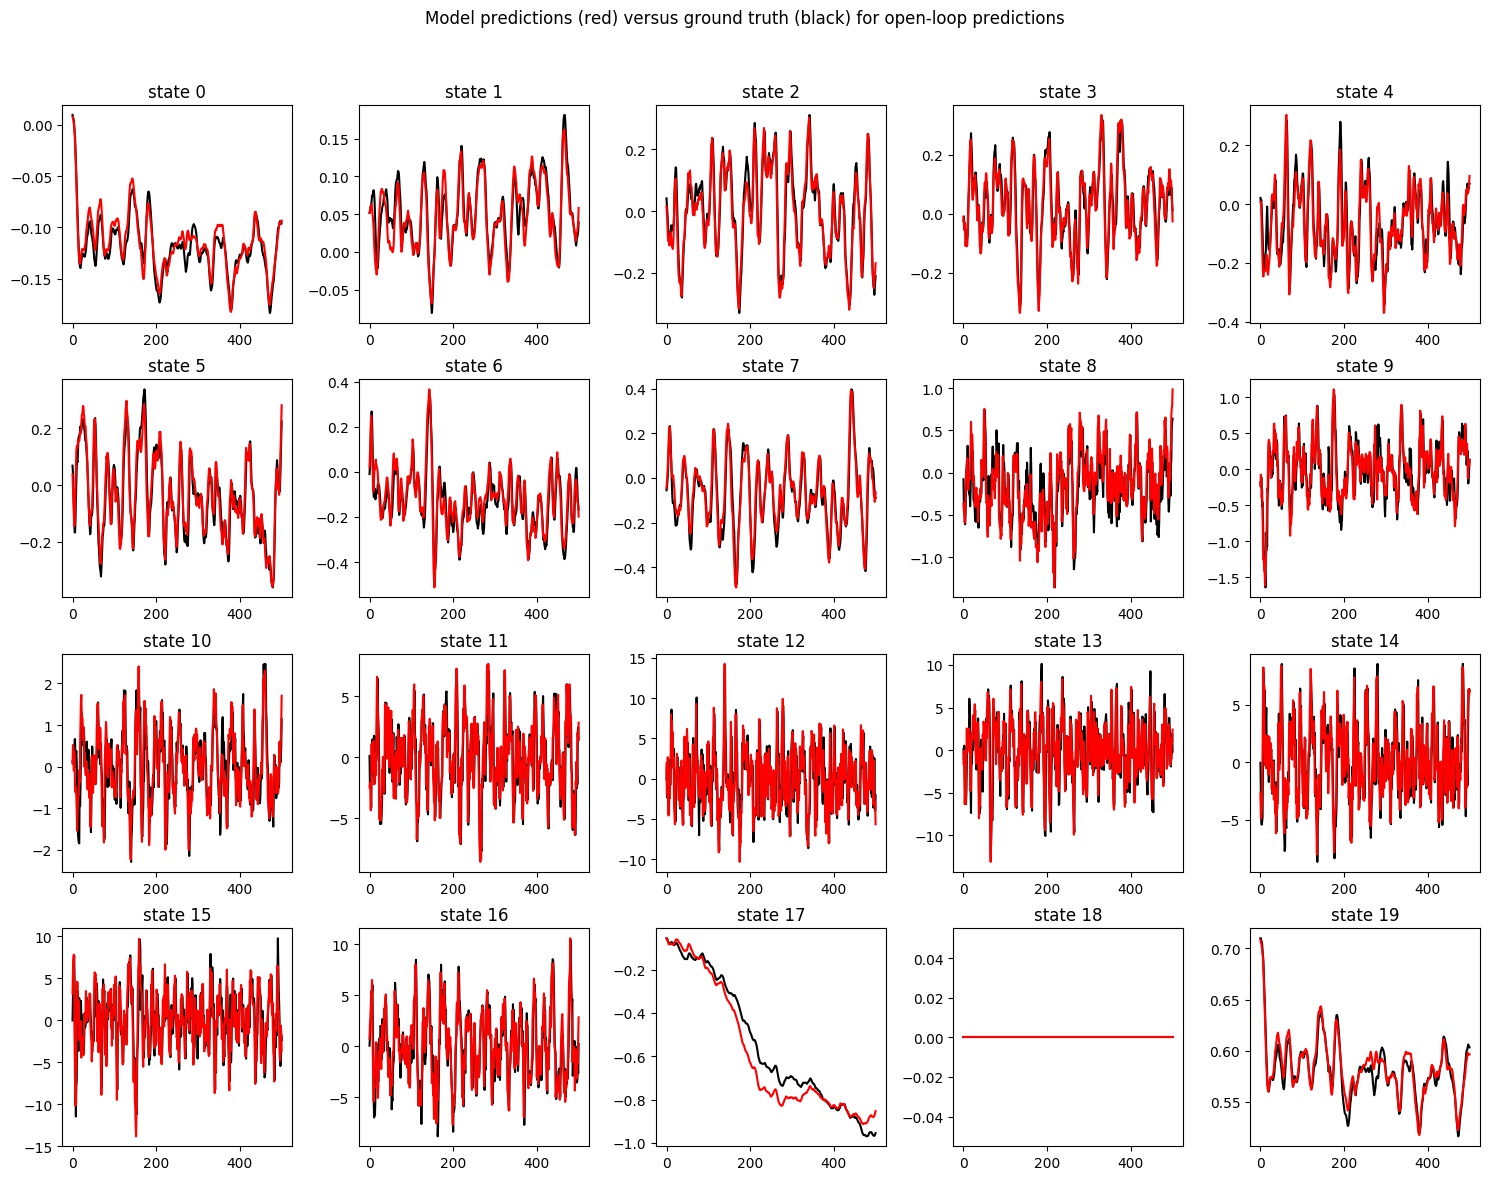 Model predictions (red) versus ground truth (black) for open-loop predictions
state 0 state 1 state 2 state 3 state 4
0.00 −0.05 −0.10 −0.15
0.15 0.10 0.05 0.00 −0.05
0.2 0.0 −0.2
0.2 0.0 −0.2
0.2 0.0 −0.2 −0.4
0 200 400 0 200 400 0 200 400 0 200 400 0 200 400
state 5 state 6 state 7 state 8 state 9
0.2 0.0 −0.2
0.4 0.2 0.0 −0.2 −0.4
0.4 0.2 0.0 −0.2 −0.4
1.0 0.5 0.0 −0.5 −1.0
1.0 0.5 0.0 −0.5 −1.0 −1.5
0 200 400 0 200 400 0 200 400 0 200 400 0 200 400
state 10 state 11 state 12 state 13 state 14
2 1 0 −1 −2
5 0 −5
15 10 5 0 −5 −10
10 5 0 −5 −10
5 0 −5
0 200 400 0 200 400 0 200 400 0 200 400 0 200 400
state 15 state 16 state 17 state 18 state 19
10 5 0 −5 −10 −15
10 5 0 −5
−0.2 −0.4 −0.6 −0.8 −1.0
0.04 0.02 0.00 −0.02 −0.04
0.70 0.65 0.60 0.55
0 200 400 0 200 400 0 200 400 0 200 400 0 200 400